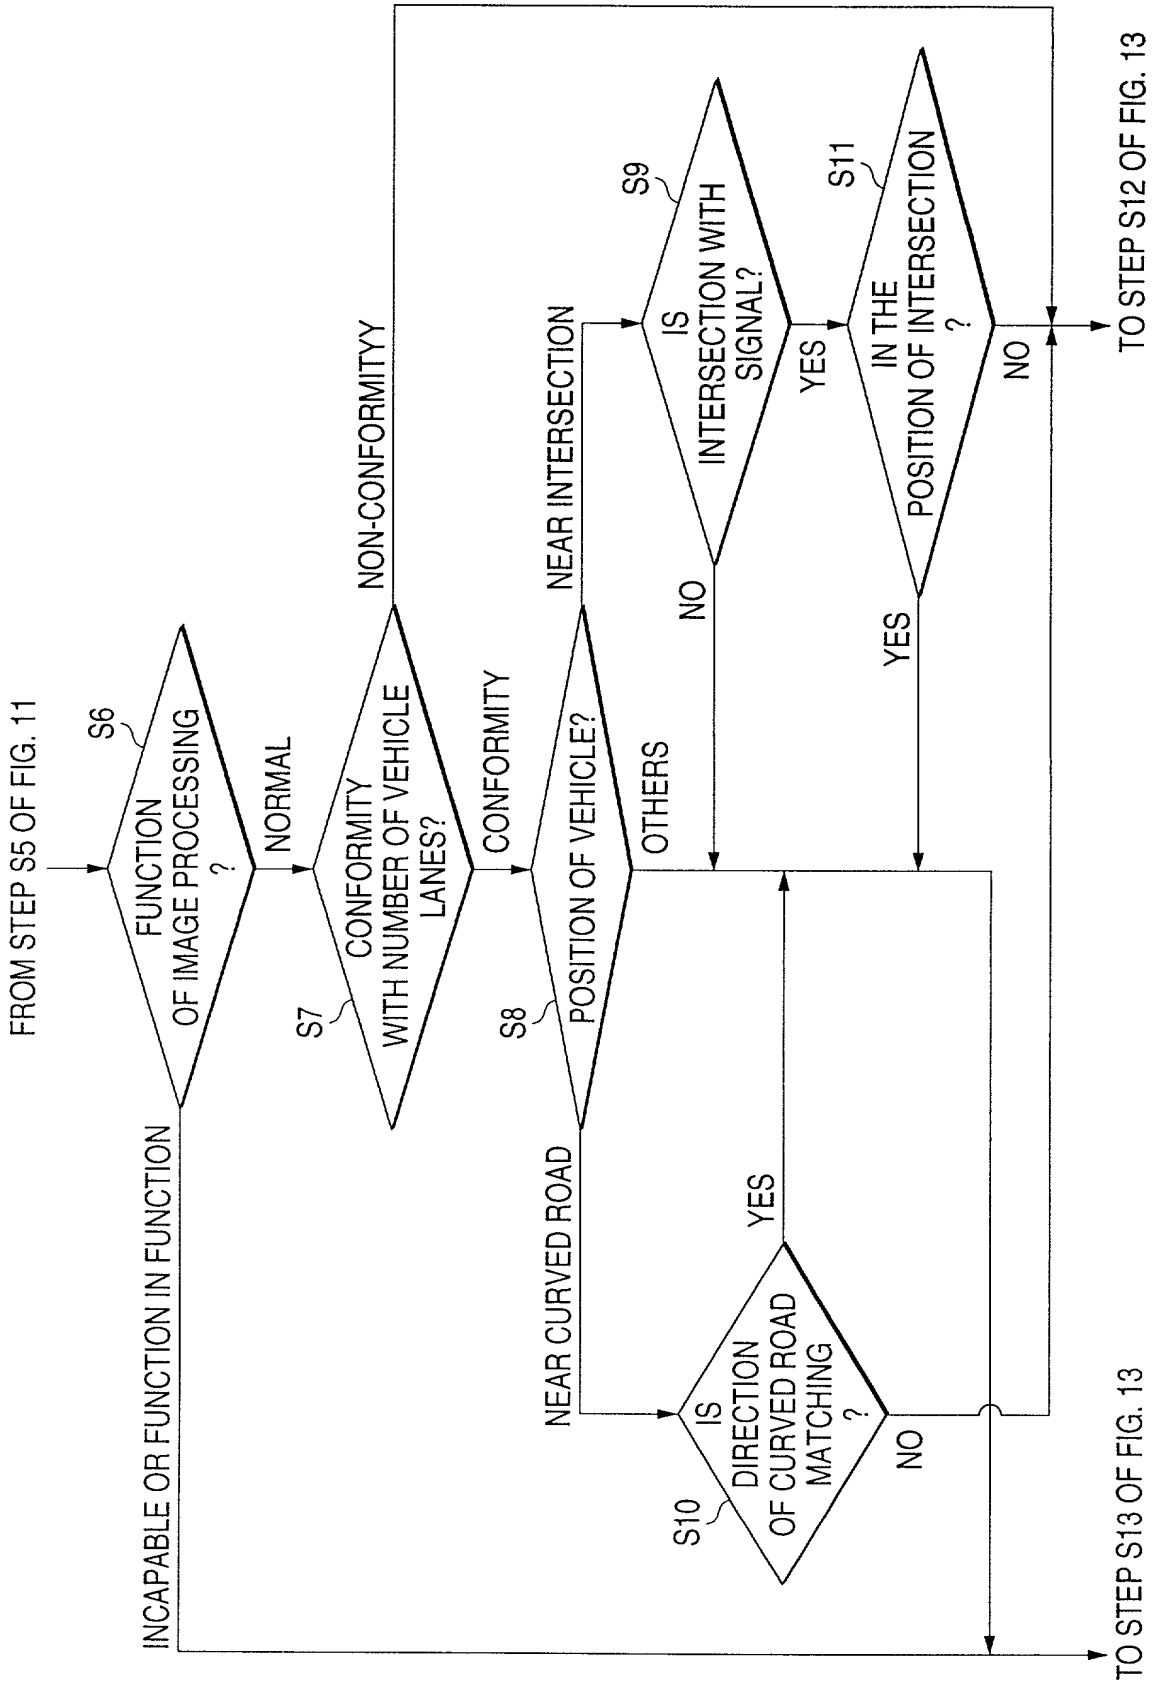 FROM STEP S5 OF FIG. 11
S6
FUNCTION
OF IMAGE PROCESSING
?
INCAPABLE OR FUNCTION IN FUNCTION
NORMAL
S7
CONFORMITY
WITH NUMBER OF VEHICLE
LANES?
NON-CONFORMITYY
CONFORMITY
S8
POSITION OF VEHICLE?
NEAR CURVED ROAD
NEAR INTERSECTION
OTHERS
S9
IS
INTERSECTION WITH
SIGNAL?
NO
YES
S10
IS
DIRECTION
OF CURVED ROAD
MATCHING
?
YES
NO
S11
IN THE
POSITION OF INTERSECTION
?
YES
NO
TO STEP S13 OF FIG. 13
TO STEP S12 OF FIG. 13